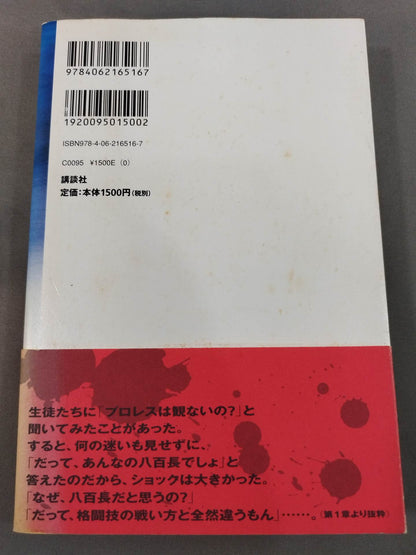 9784062165167
1920095015002
ISBN978-4-06-216516-7
C0095 ¥1500E (0)
講談社
定価：本体1500円（税別）
生徒たちに「プロレスは観ないの？」と
聞いてみたことがあった。
すると、何の迷いも見せずに、
「だって、あんなの八百長でしょ」と
答えたのだから、ショックは大きかった。
「なぜ、八百長だと思うの？」
「だって、格闘技の戦い方と全然違うもん」……。（第1章より抜粋）